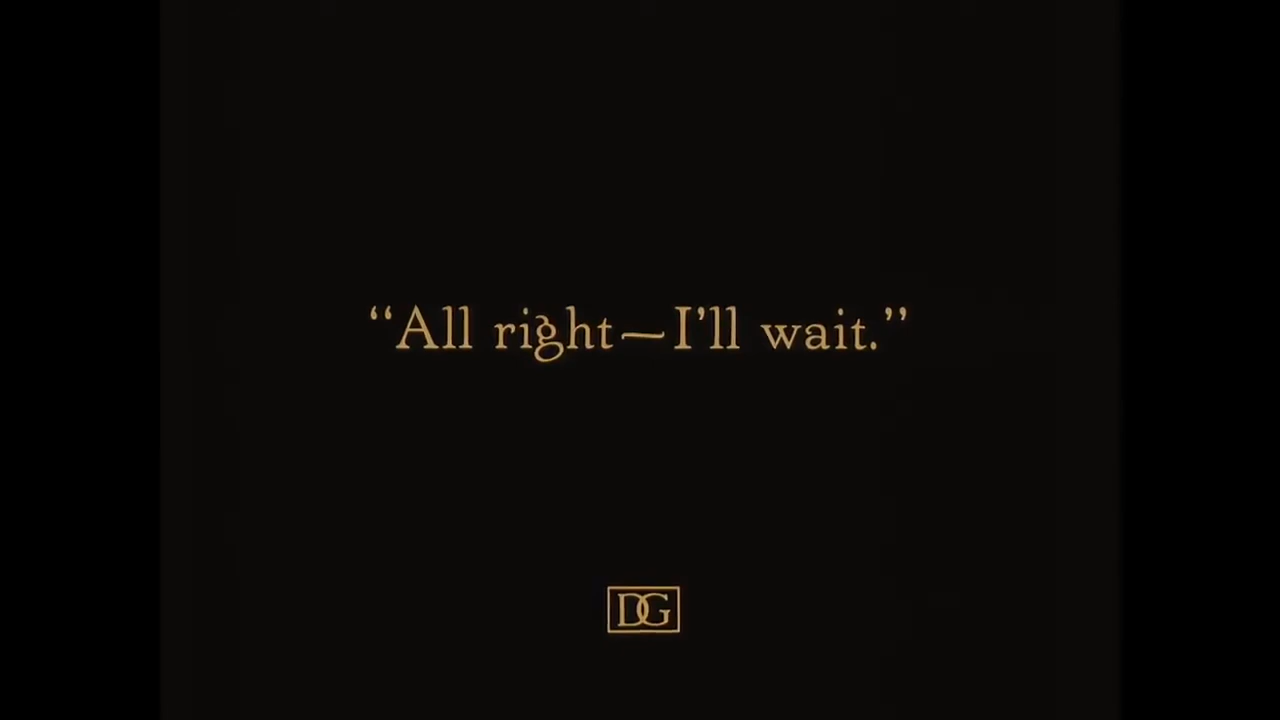 “All right—I’ll wait.”
DG